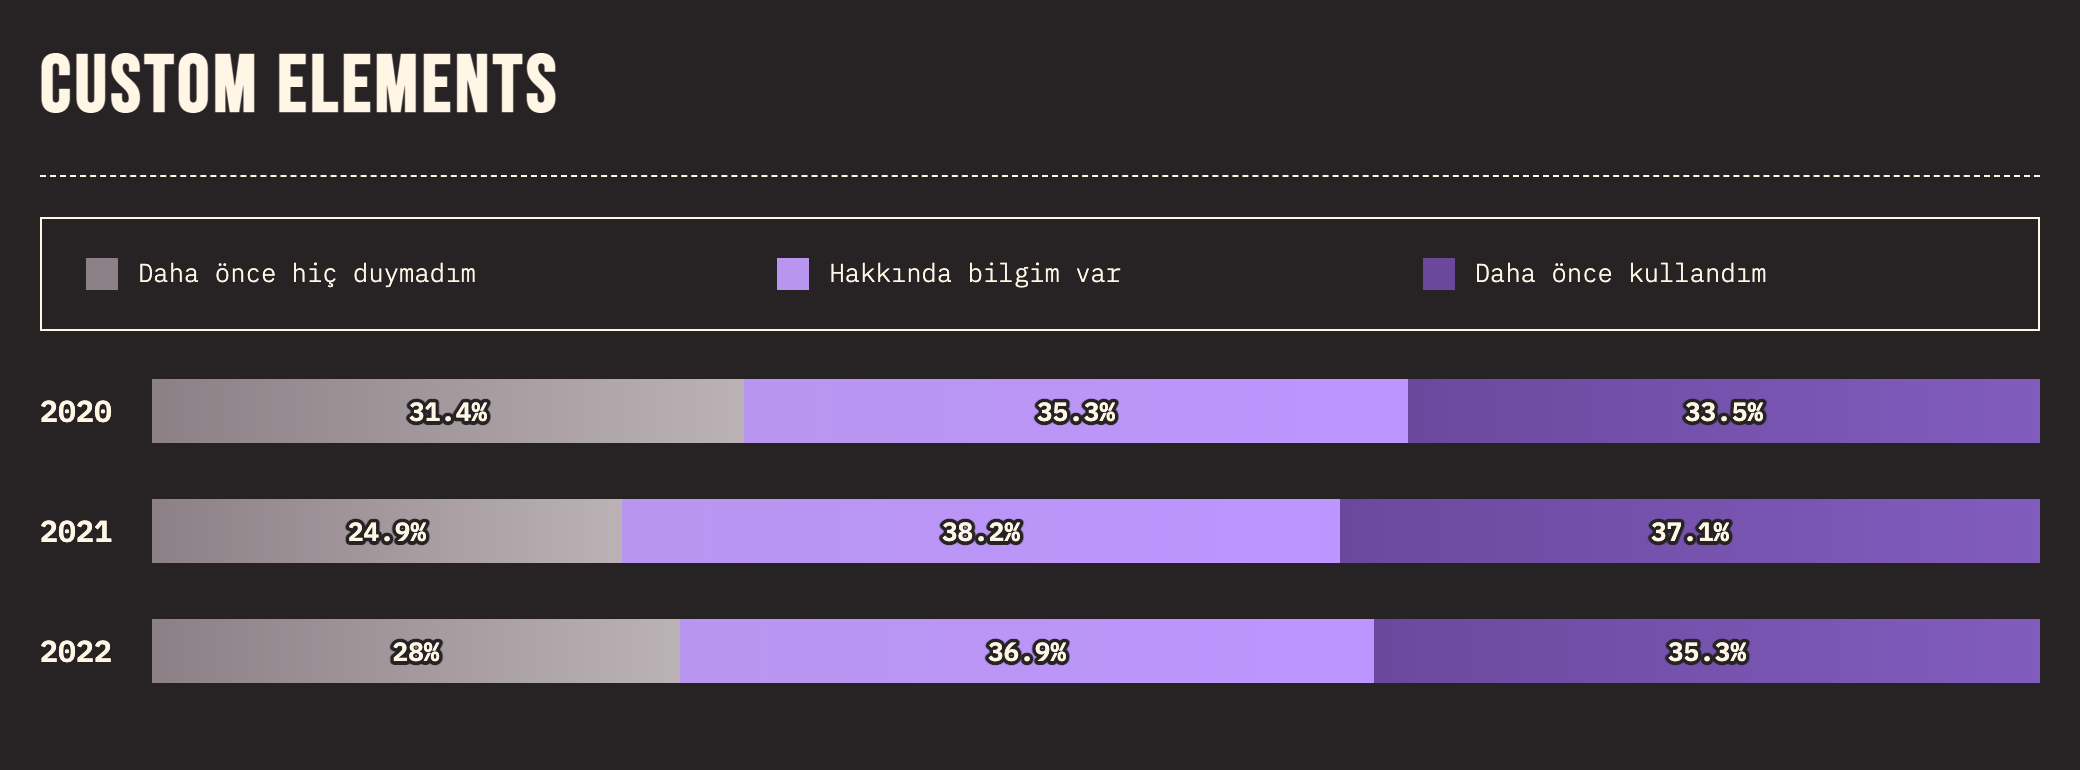 CUSTOM ELEMENTS
Daha önce hiç duymadım Hakkında bilgim var Daha önce kullandım
2020 31.4% 35.3% 33.5%
2021 24.9% 38.2% 37.1%
2022 28% 36.9% 35.3%